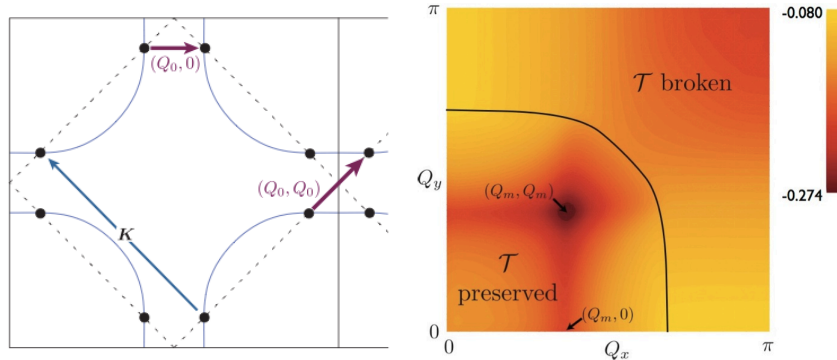 (Q₀, 0)
(Q₀, Q₀)
K
π
Q_y
0
0
Q_x
π
𝒯 broken
(Q_m, Q_m)
𝒯
preserved
(Q_m, 0)
-0.080
-0.274